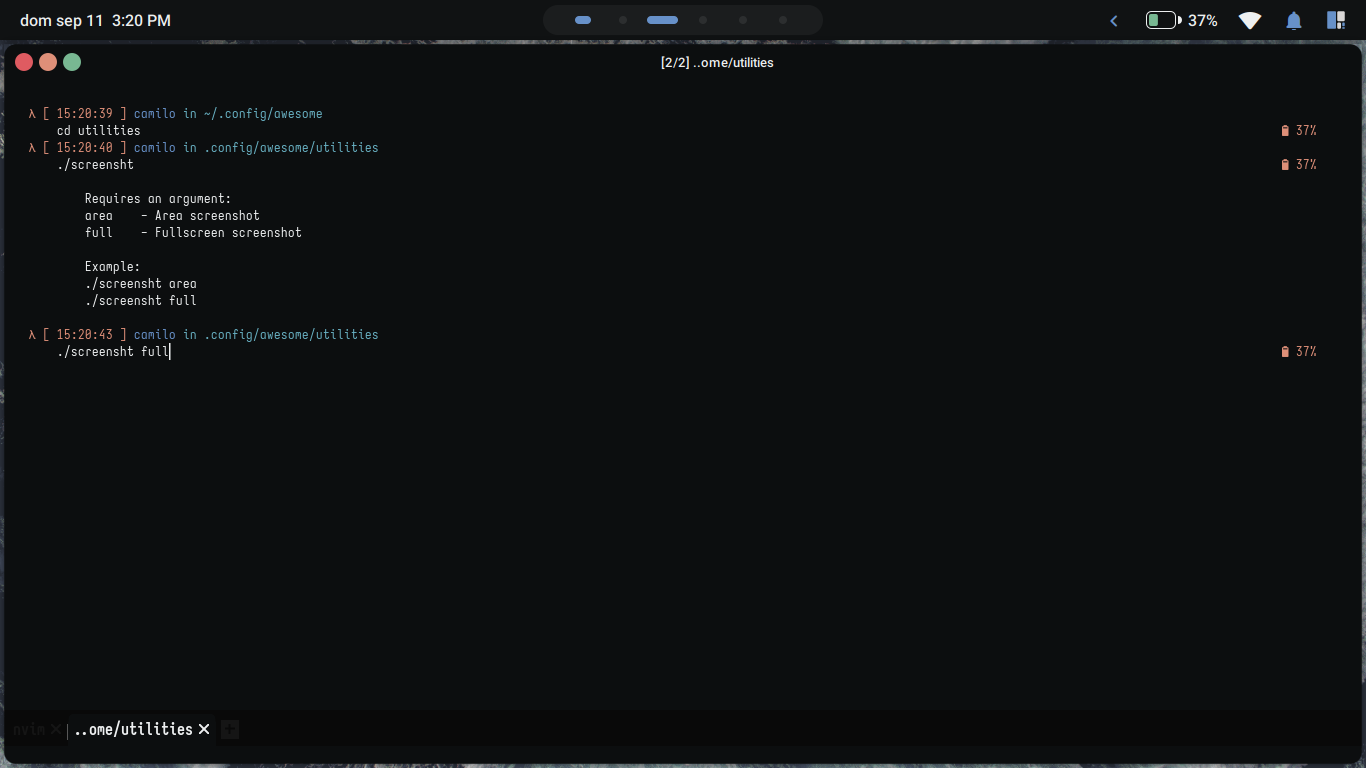 dom sep 11  3:20 PM
37%
[2/2] ..ome/utilities
λ [ 15:20:39 ] camilo in ~/.config/awesome
cd utilities 37%
λ [ 15:20:40 ] camilo in .config/awesome/utilities
./screensht 37%
Requires an argument:
area    - Area screenshot
full    - Fullscreen screenshot
Example:
./screensht area
./screensht full
λ [ 15:20:43 ] camilo in .config/awesome/utilities
./screensht full 37%
nvim ..ome/utilities